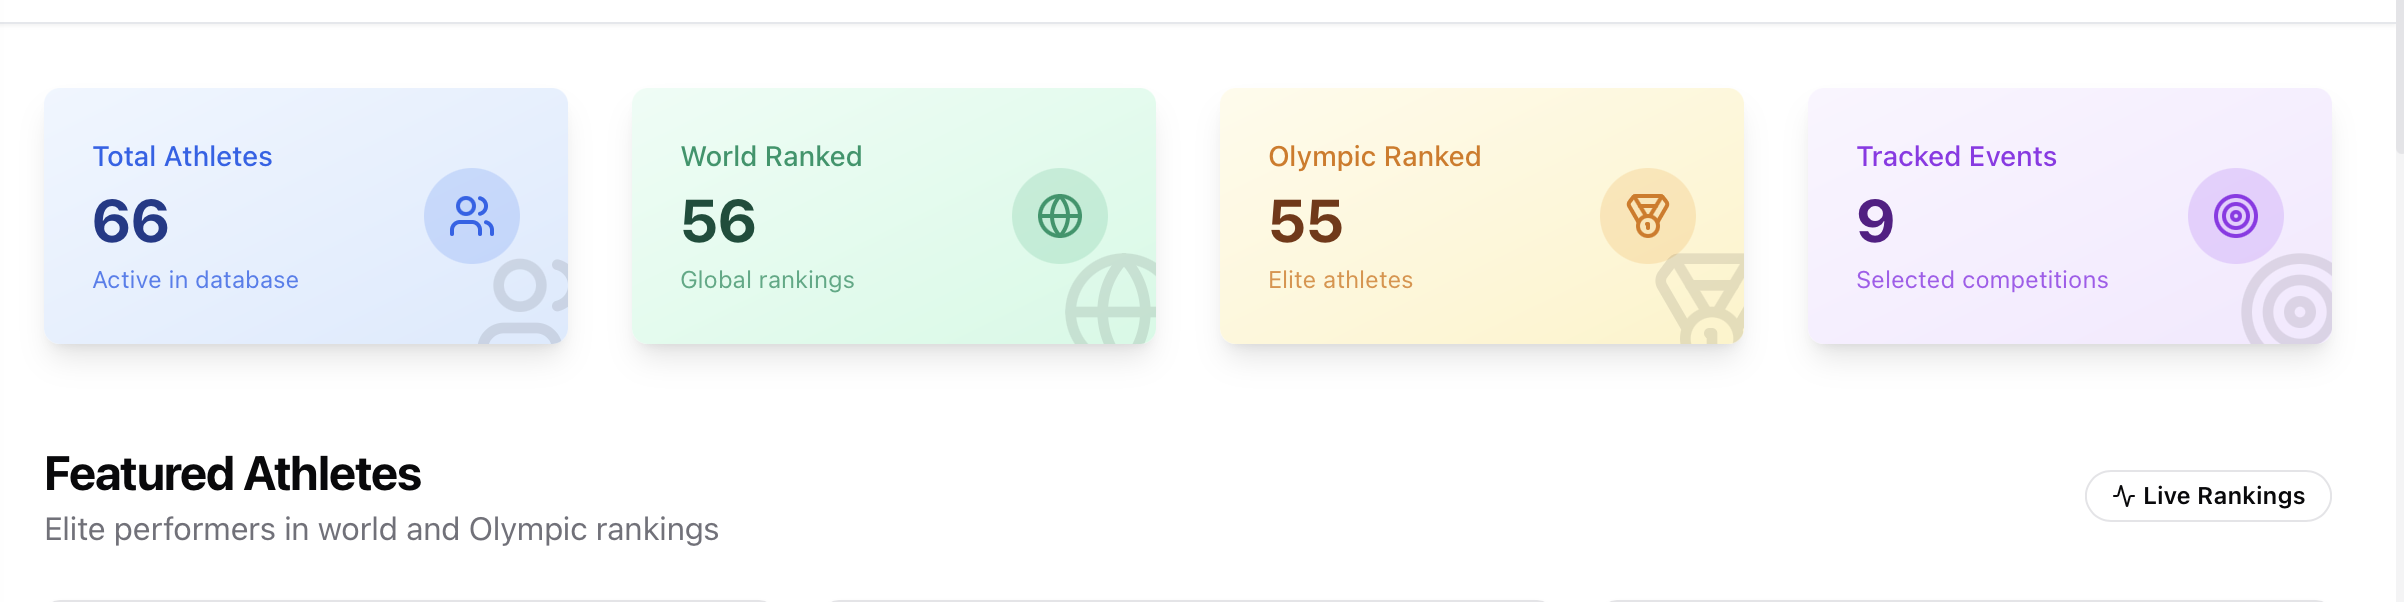 Total Athletes
66
Active in database
World Ranked
56
Global rankings
Olympic Ranked
55
Elite athletes
Tracked Events
9
Selected competitions
Featured Athletes
Elite performers in world and Olympic rankings
Live Rankings